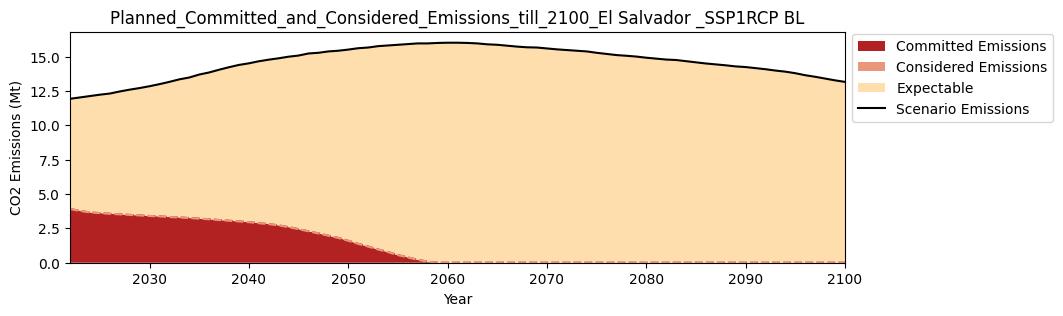 Planned_Committed_and_Considered_Emissions_till_2100_El Salvador _SSP1RCP BL
CO2 Emissions (Mt)
15.0
12.5
10.0
7.5
5.0
2.5
0.0
2030 2040 2050 2060 2070 2080 2090 2100
Year
Committed Emissions
Considered Emissions
Expectable
Scenario Emissions